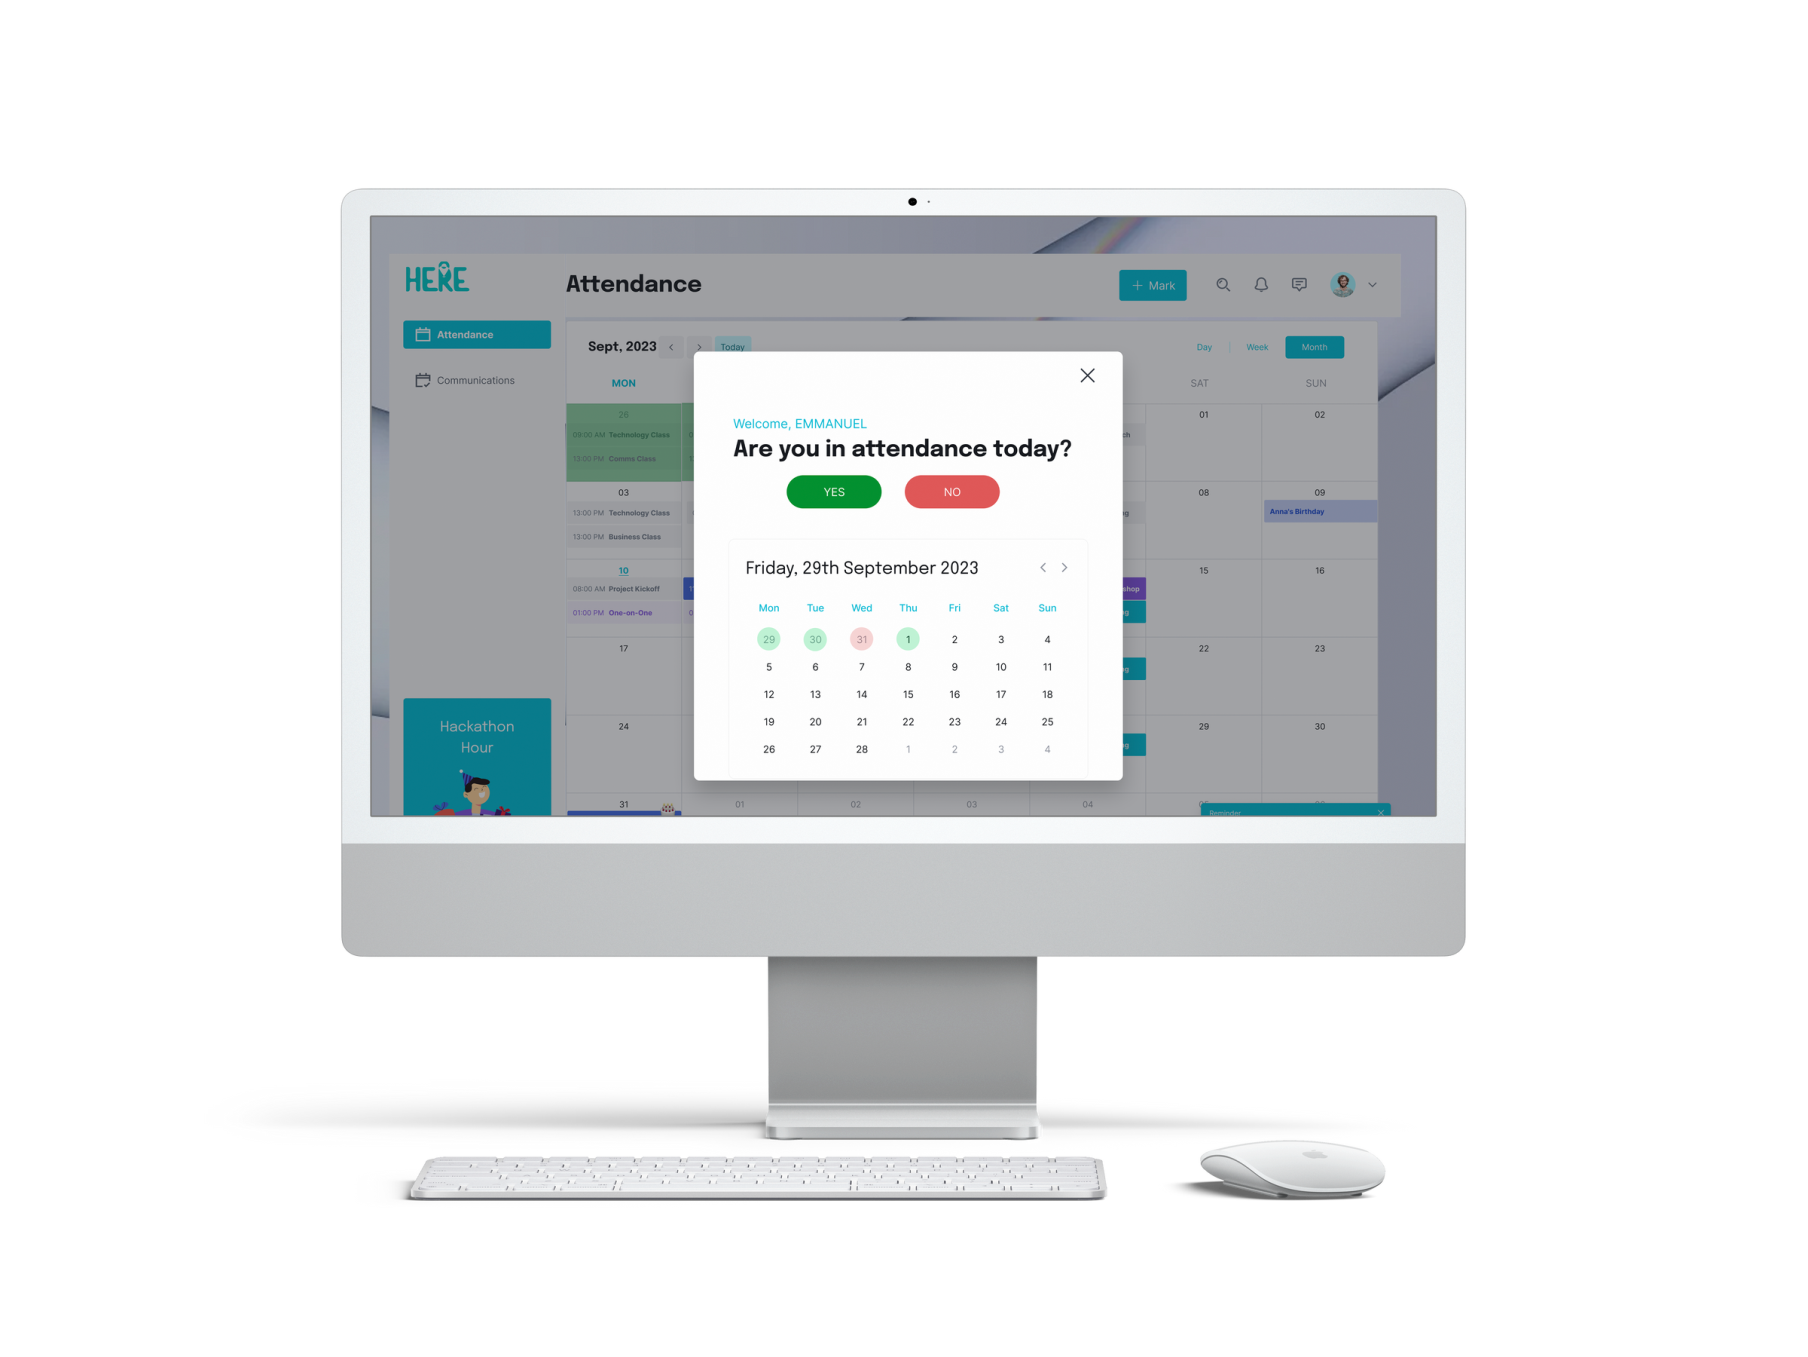 HERE
Attendance
+ Mark
Attendance
Communications
Hackathon
Hour
Sept, 2023
Today
Day
Week
Month
MON
SAT
SUN
26
01
02
09:00 AM Technology Class
13:00 PM Comms Class
03
08
09
13:00 PM Technology Class
Anna's Birthday
13:00 PM Business Class
10
15
16
08:00 AM Project Kickoff
01:00 PM One-on-One
17
22
23
24
29
30
31
01
02
03
04
Reminder
Welcome, EMMANUEL
Are you in attendance today?
YES
NO
Friday, 29th September 2023
Mon Tue Wed Thu Fri Sat Sun
29 30 31 1 2 3 4
5 6 7 8 9 10 11
12 13 14 15 16 17 18
19 20 21 22 23 24 25
26 27 28 1 2 3 4